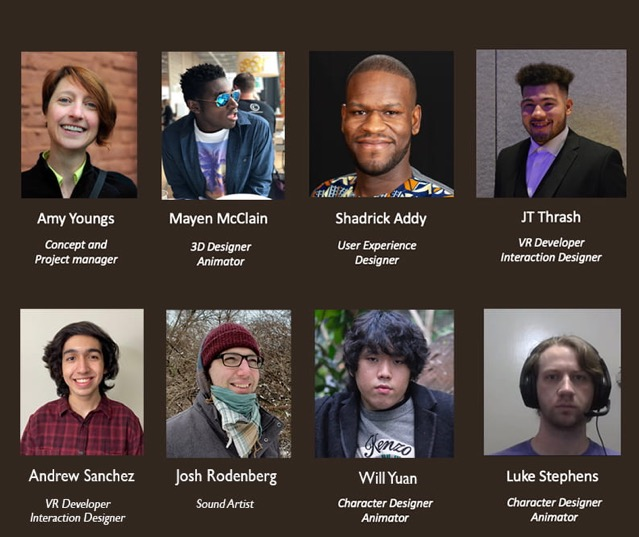 Amy Youngs
Concept and
Project manager
Mayen McClain
3D Designer
Animator
Shadrick Addy
User Experience
Designer
JT Thrash
VR Developer
Interaction Designer
Kenzo
Andrew Sanchez
VR Developer
Interaction Designer
Josh Rodenberg
Sound Artist
Will Yuan
Character Designer
Animator
Luke Stephens
Character Designer
Animator